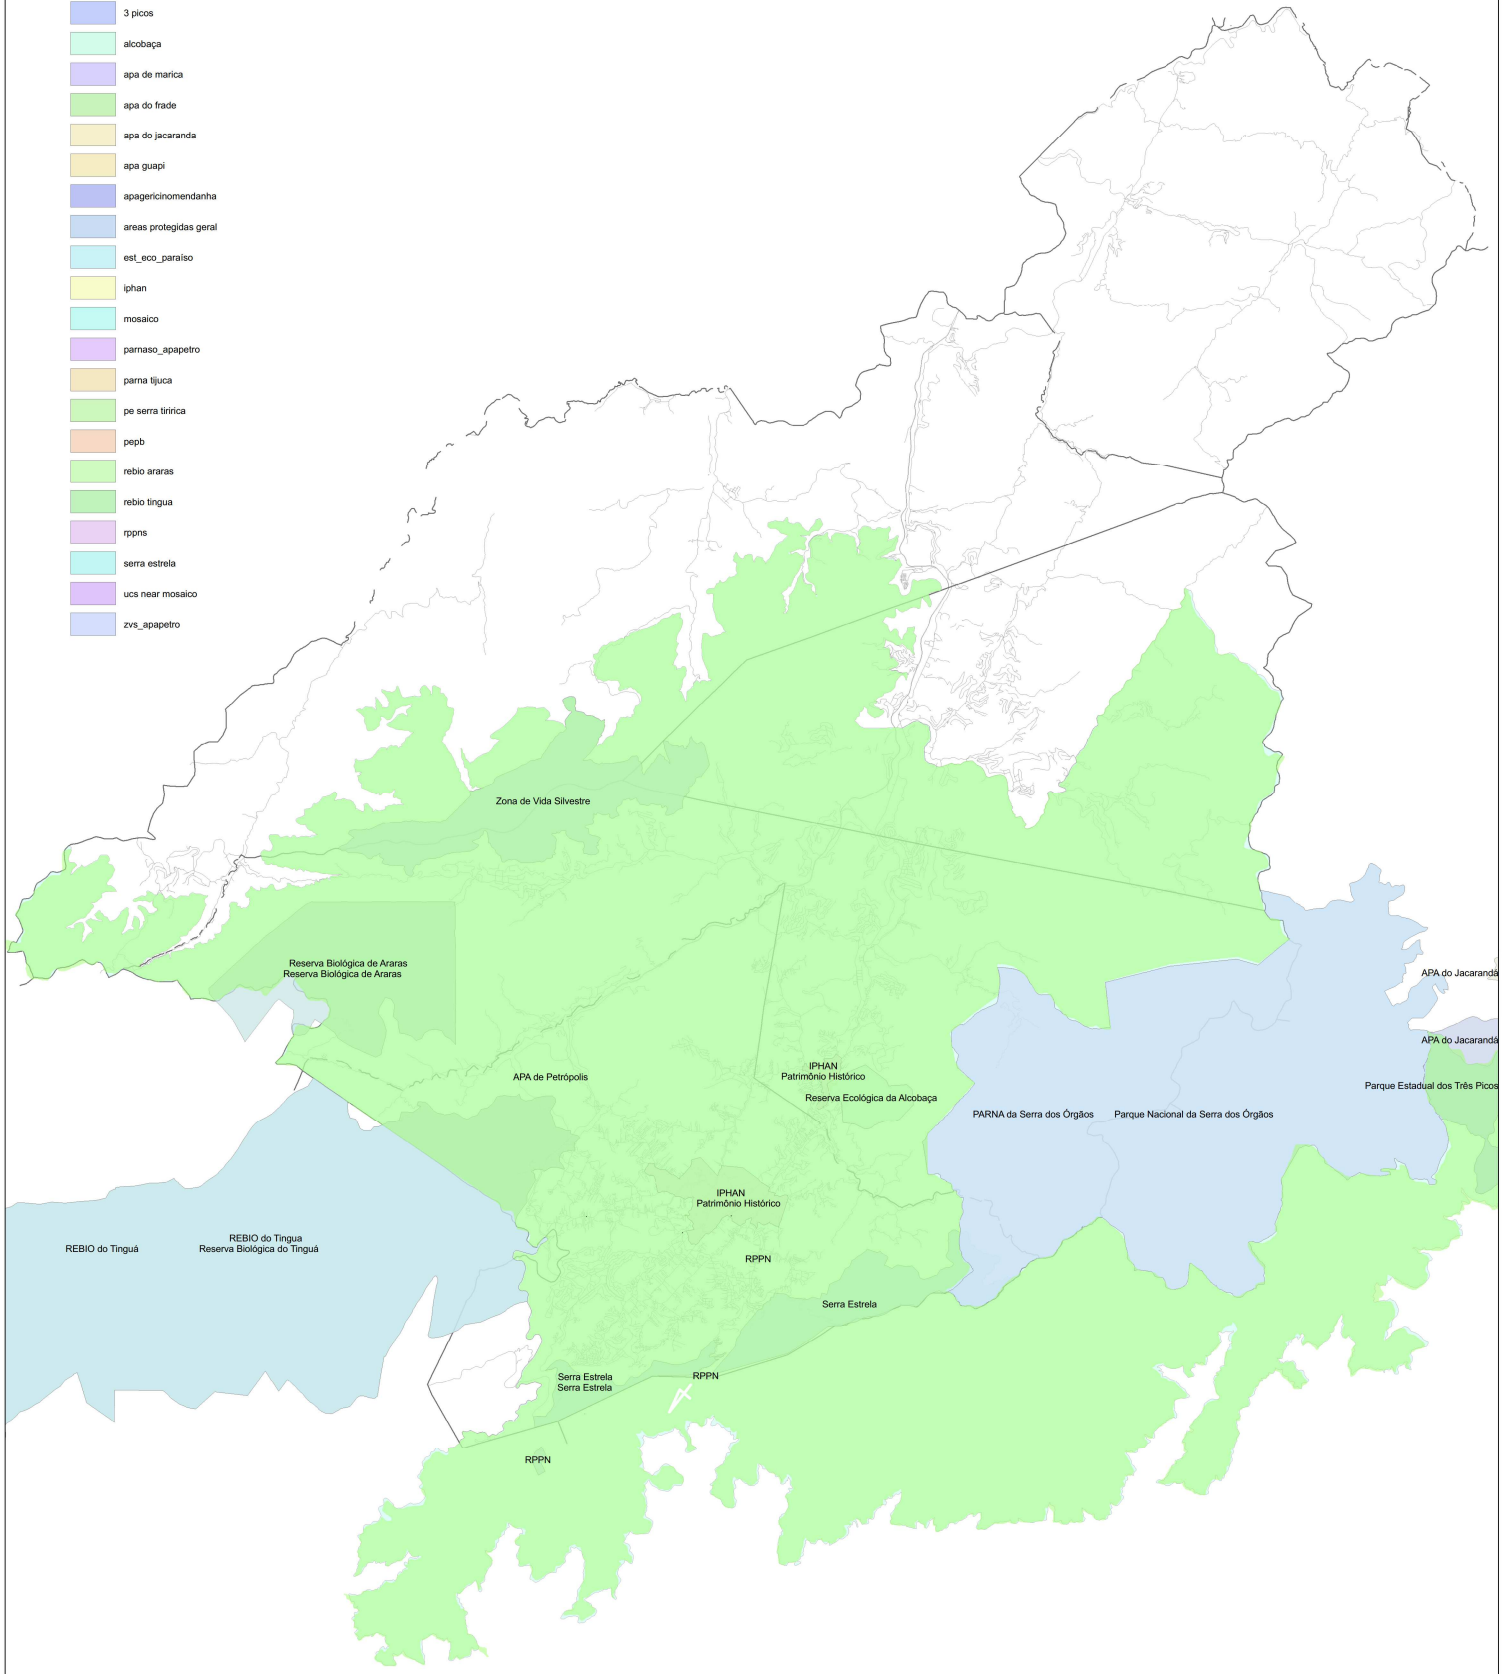 3 picos
alcobaça
apa de marica
apa do frade
apa do jacaranda
apa guapi
apagericinomendanha
areas protegidas geral
est_eco_paraíso
iphan
mosaico
parnaso_apapetro
parna tijuca
pe serra tiririca
pepb
rebio araras
rebio tingua
rppns
serra estrela
ucs near mosaico
zvs_apapetro
Zona de Vida Silvestre
Reserva Biológica de Araras
Reserva Biológica de Araras
APA do Jacarandá
APA do Jacarandá
IPHAN
Patrimônio Histórico
APA de Petrópolis
Parque Estadual dos Três Picos
Reserva Ecológica da Alcobaça
PARNA da Serra dos Órgãos
Parque Nacional da Serra dos Órgãos
IPHAN
Patrimônio Histórico
REBIO do Tingua
REBIO do Tinguá
Reserva Biológica do Tinguá
RPPN
Serra Estrela
Serra Estrela
Serra Estrela
RPPN
RPPN